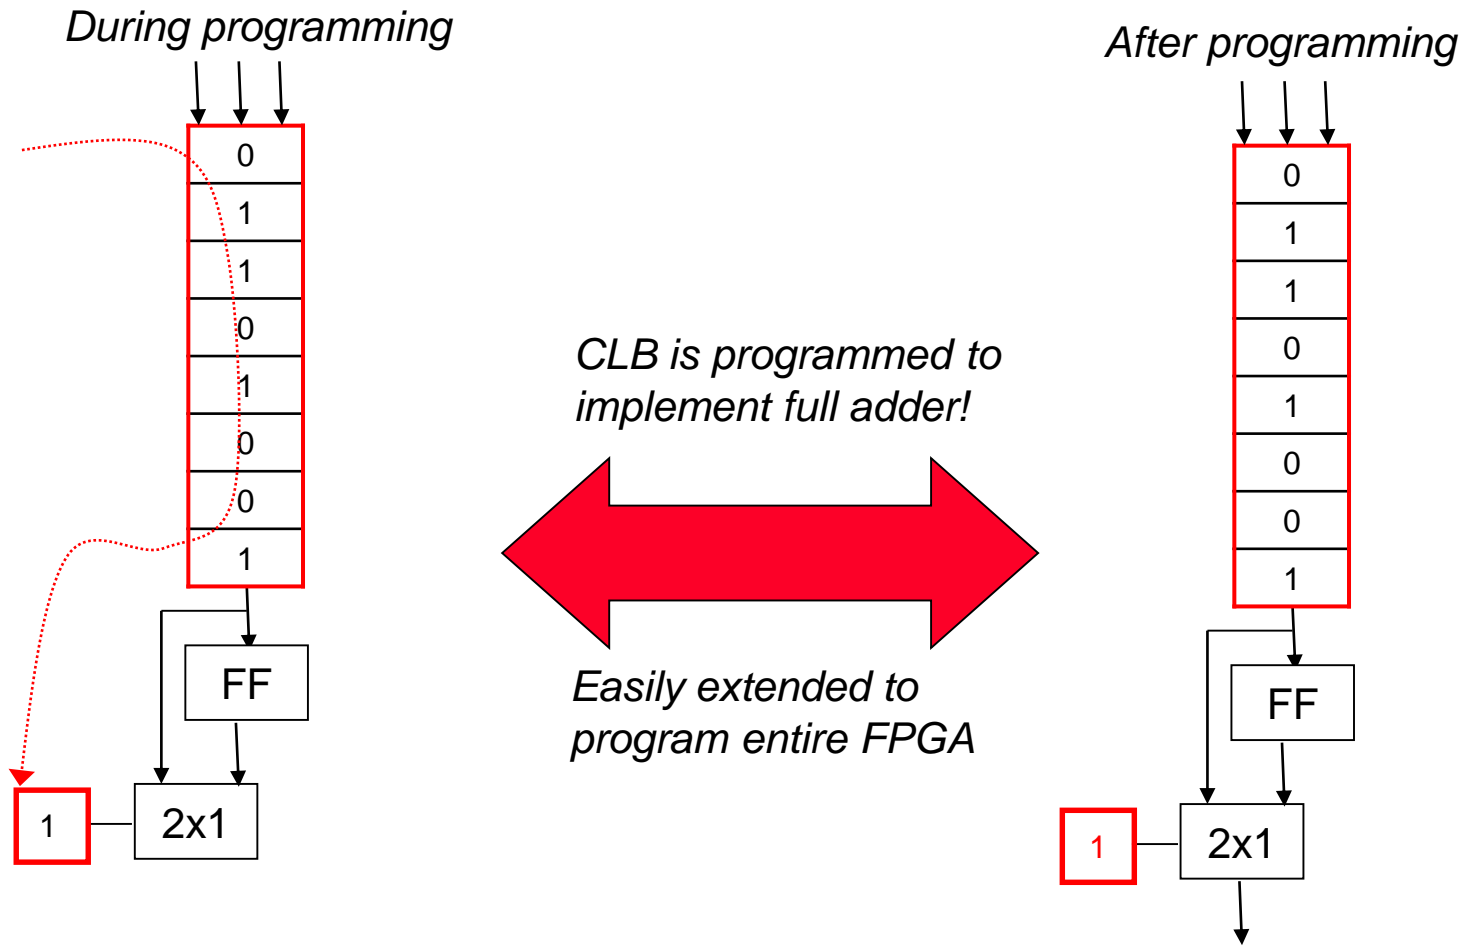 During programming
0
1
1
0
1
0
0
1
FF
1
2x1
CLB is programmed to
implement full adder!
Easily extended to
program entire FPGA
After programming
0
1
1
0
1
0
0
1
FF
1
2x1